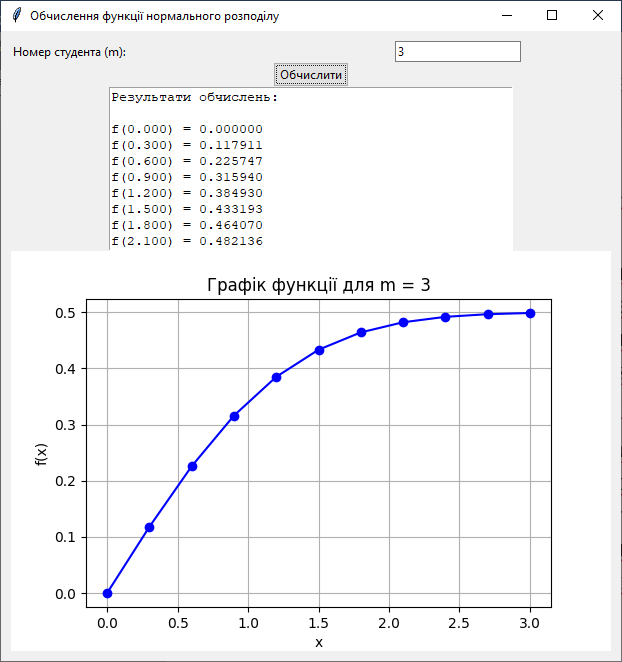 Обчислення функції нормального розподілу
Номер студента (m):
3
Обчислити
Результати обчислень:
f(0.000) = 0.000000
f(0.300) = 0.117911
f(0.600) = 0.225747
f(0.900) = 0.315940
f(1.200) = 0.384930
f(1.500) = 0.433193
f(1.800) = 0.464070
f(2.100) = 0.482136
Графік функції для m = 3
0.5
0.4
0.3
f(x)
0.2
0.1
0.0
0.0 0.5 1.0 1.5 2.0 2.5 3.0
x